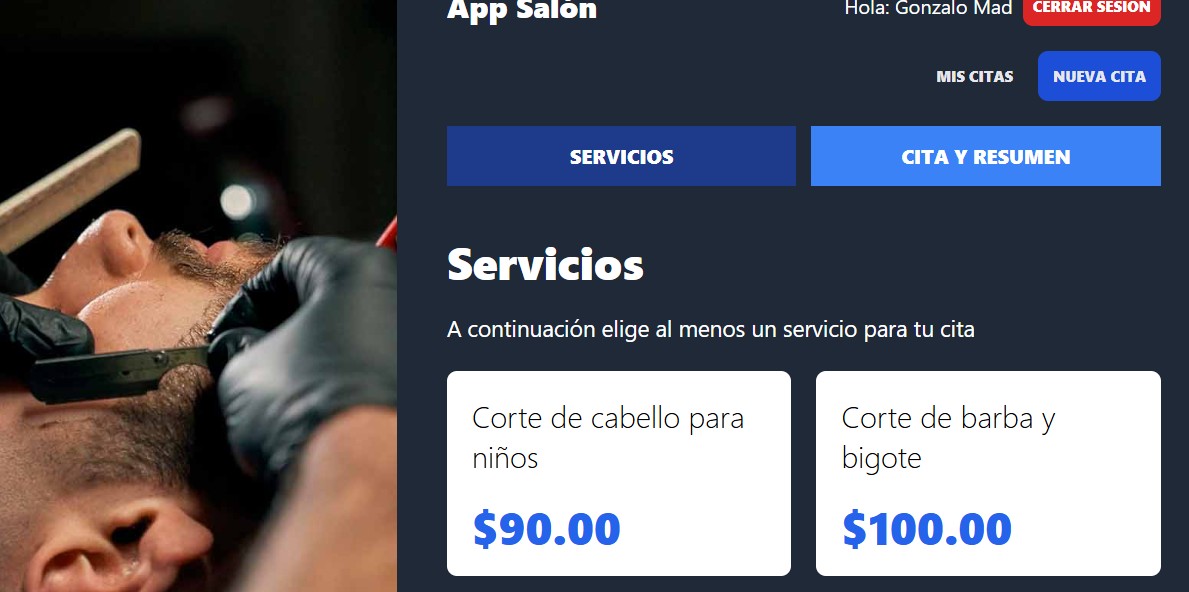 App Salón
Hola: Gonzalo Mad
CERRAR SESIÓN
MIS CITAS
NUEVA CITA
SERVICIOS
CITA Y RESUMEN
Servicios
A continuación elige al menos un servicio para tu cita
Corte de cabello para
niños
$90.00
Corte de barba y
bigote
$100.00